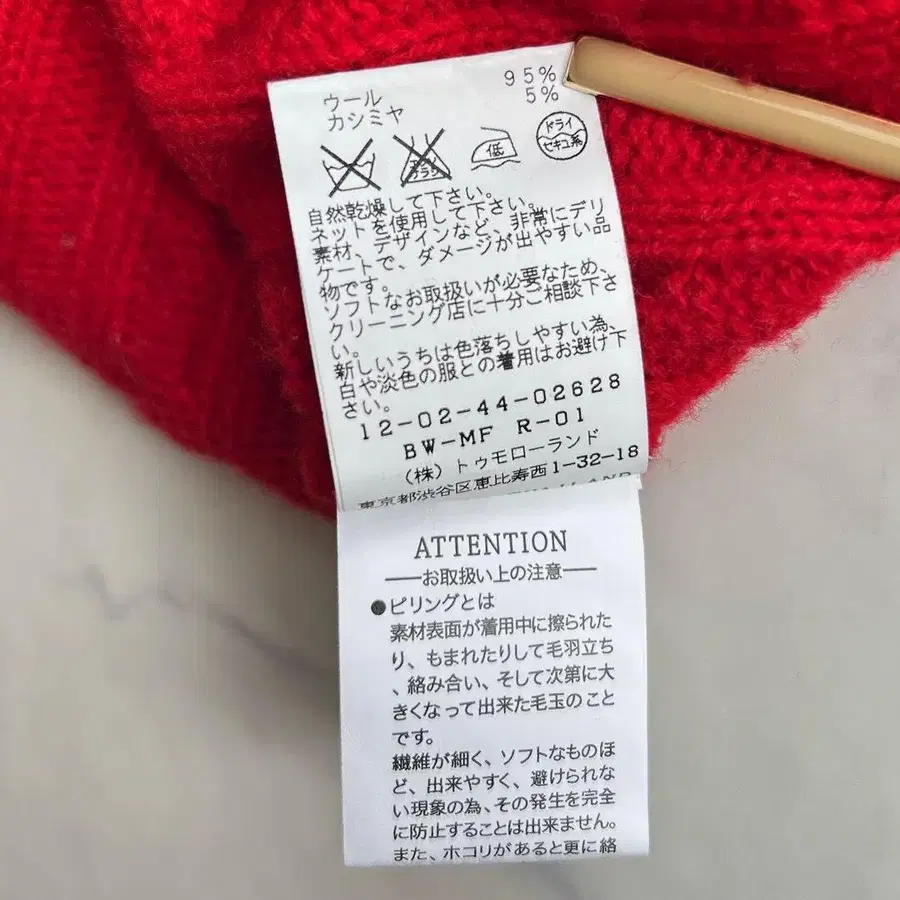 ウール 95%
カシミヤ 5%
低
ドライ
セキユ系
自然乾燥して下さい。
ネットを使用して下さい。
素材、デザインなど、非常にデリ
ケートで、ダメージが出やすい品
物です。
ソフトなお取扱いが必要なため、
クリーニング店に十分ご相談下さ
い。
新しいうちは色落ちしやすい為、
白や淡色の服との着用はお避け下
さい。
12-02-44-02628
BW-MF R-01
(株)トゥモローランド
東京都渋谷区恵比寿西1-32-18
ATTENTION
お取扱い上の注意
●ピリングとは
素材表面が着用中に擦られた
り、もまれたりして毛羽立ち
、絡み合い、そして次第に大
きくなって出来た毛玉のこと
です。
繊維が細く、ソフトなものほ
ど、出来やすく、避けられな
い現象の為、その発生を完全
に防止することは出来ません。
また、ホコリがあると更に絡